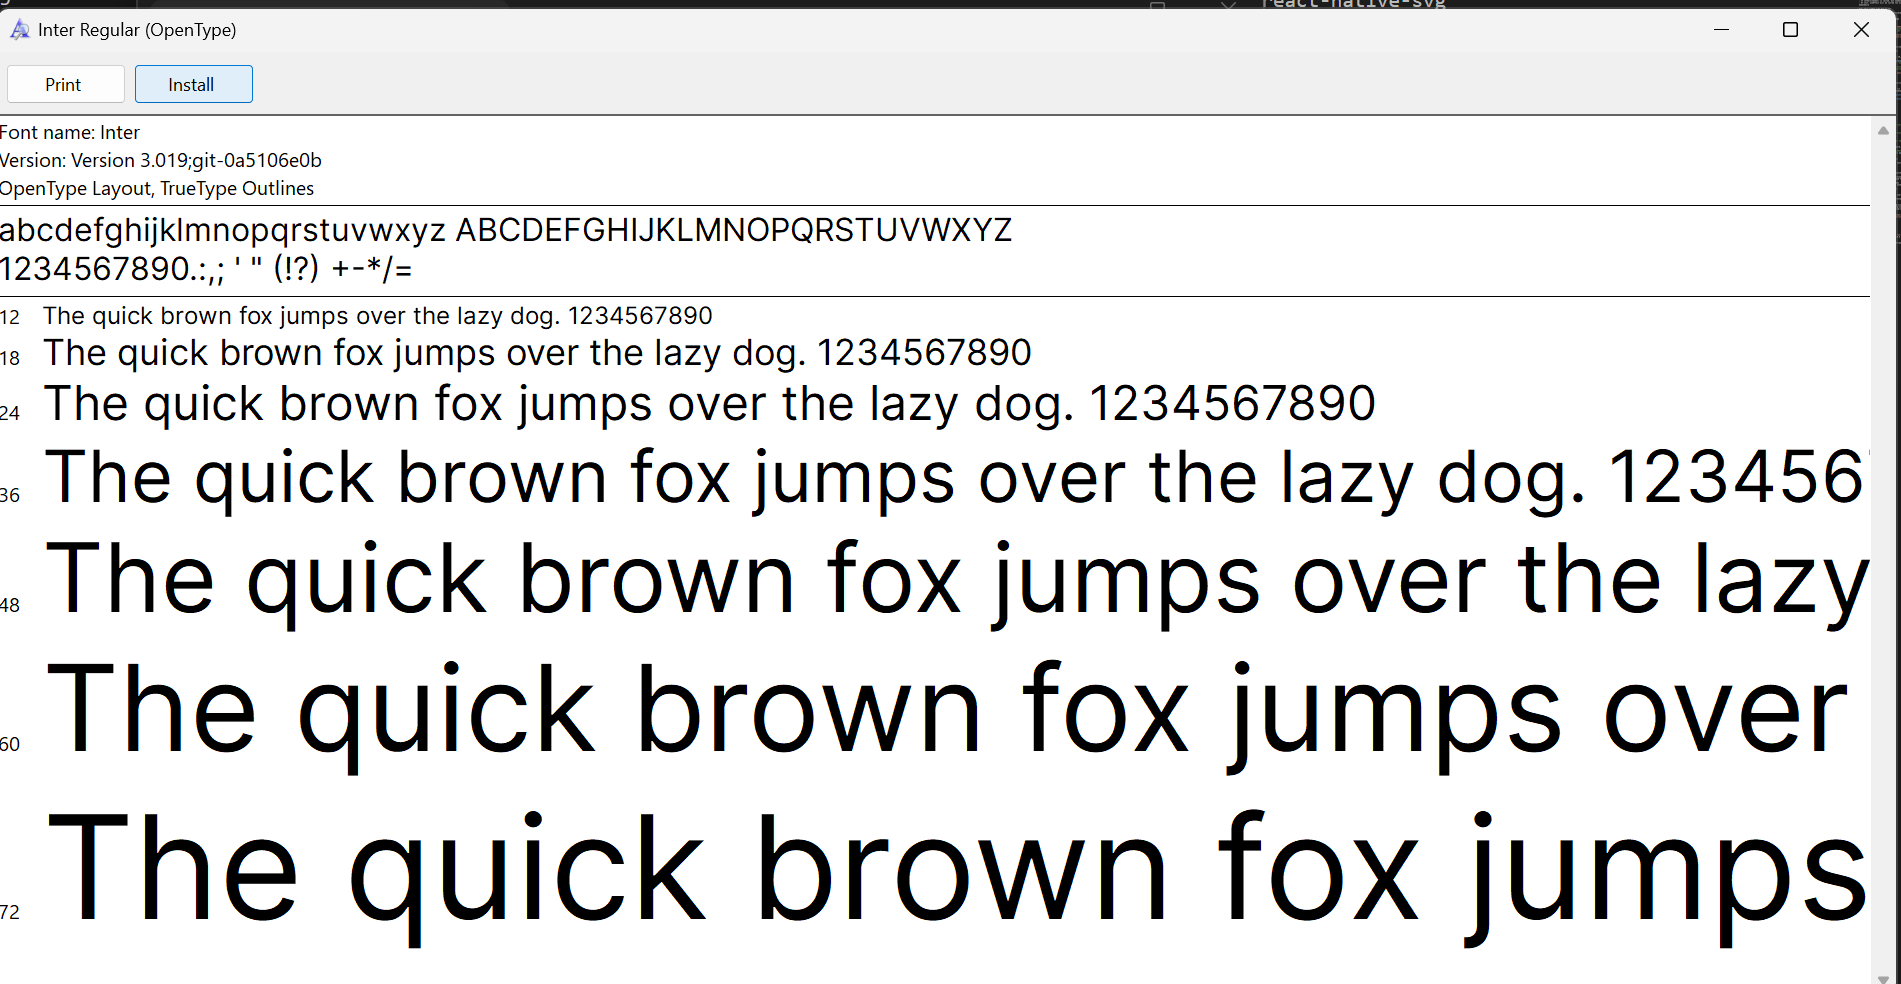 react-native-svg
Inter Regular (OpenType)
Print
Install
Font name: Inter
Version: Version 3.019;git-0a5106e0b
OpenType Layout, TrueType Outlines
abcdefghijklmnopqrstuvwxyz ABCDEFGHIJKLMNOPQRSTUVWXYZ
1234567890.:,; ' " (!?) +-*/=
12 The quick brown fox jumps over the lazy dog. 1234567890
18 The quick brown fox jumps over the lazy dog. 1234567890
24 The quick brown fox jumps over the lazy dog. 1234567890
36 The quick brown fox jumps over the lazy dog. 123456
48 The quick brown fox jumps over the lazy
60 The quick brown fox jumps over
72 The quick brown fox jumps